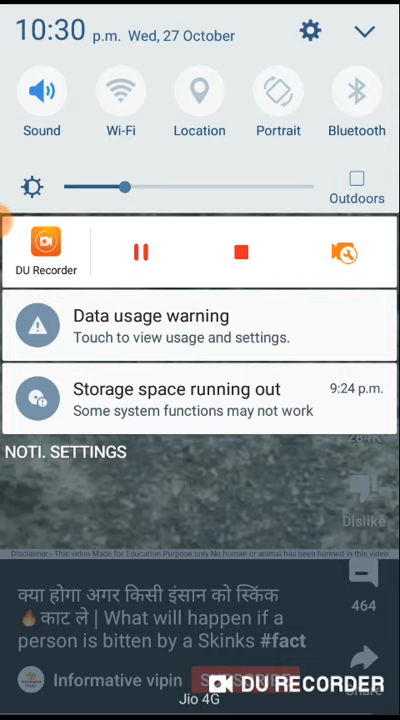 10:30 p.m. Wed, 27 October
Sound Wi-Fi Location Portrait Bluetooth
Outdoors
DU Recorder
Data usage warning
Touch to view usage and settings.
Storage space running out 9:24 p.m.
Some system functions may not work
NOTI. SETTINGS
Dislike
Disclaimer - This video Made for Education Purpose only No human or animal has been harmed in this video
क्या होगा अगर किसी इंसान को स्किंक
🔥काट ले | What will happen if a
person is bitten by a Skinks #fact
464
Informative vipin
DU RECORDER
Share
Jio 4G